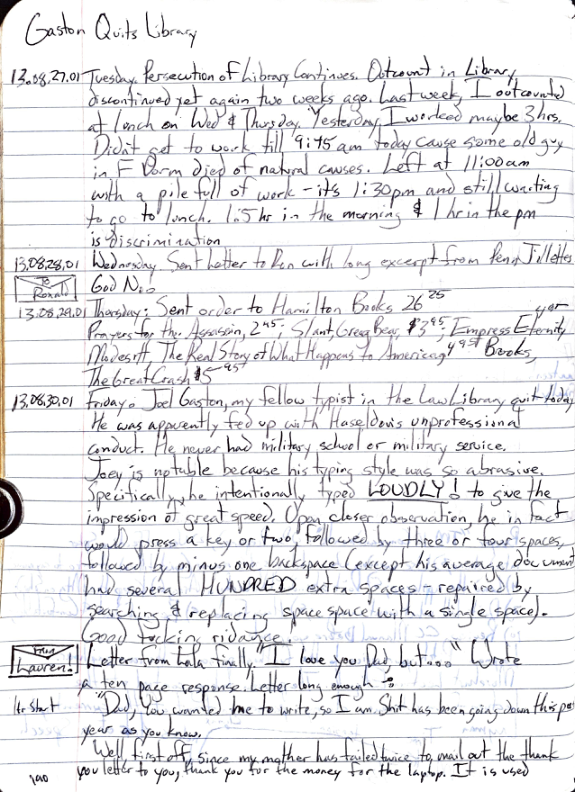 Gaston Quits Library
13.08.27.01 Tuesday. Persecution of Library Continues. Outcount in Library
discontinued yet again two weeks ago. Last week, I outcounted
at lunch on Wed & Thursday. Yesterday, I worked maybe 3 hrs.
Didn't get to work till 9:45 am today cause some old guy
in F Dorm died of natural causes. Left at 11:00am
with a pile full of work - its 1:30pm and still waiting
to go to lunch. 1.5 hr in the morning & 1 hr in the pm
is discrimination
13.08.28.01 Wednesday. Sent Letter to Ron with long excerpt from Penn Jillettes
To Ronald God No!
13.08.29.01 Thursday: Sent order to Hamilton Books 26 25
Prayers for the Assassin, 2 95; Slant, Greg Bear, $3 95, Empress Eternity
Modesitt, The Real Story of What Happens to American 4 95 Books,
The Great Crash $5 95
13.08.30.01 Friday. Joel Gaston, my fellow typist in the Law Library quit today
He was apparently fed up with Haseldon's unprofessional
conduct. He never had military school or military service.
Joey is notable because his typing style was so abrasive.
Specifically, he intentionally typed LOUDLY! to give the
impression of great speed. Upon closer observation, he in fact
would press a key or two, followed by three or four spaces,
followed by minus one backspace (except his average document
had several HUNDRED extra spaces - repaired by
searching & replacing space space with a single space).
Good fucking ridance.
from Lauren! Letter from Lala finally, "I love you Dad, but..." Wrote
a ten page response. Letter long enough
Ltr Start "Dad, You wanted me to write, so I am. Shit has been going down this past
year as you know.
Well first off, since my mother has failed twice to mail out the thank
you letter to you, thank you for the money for the laptop. It is used